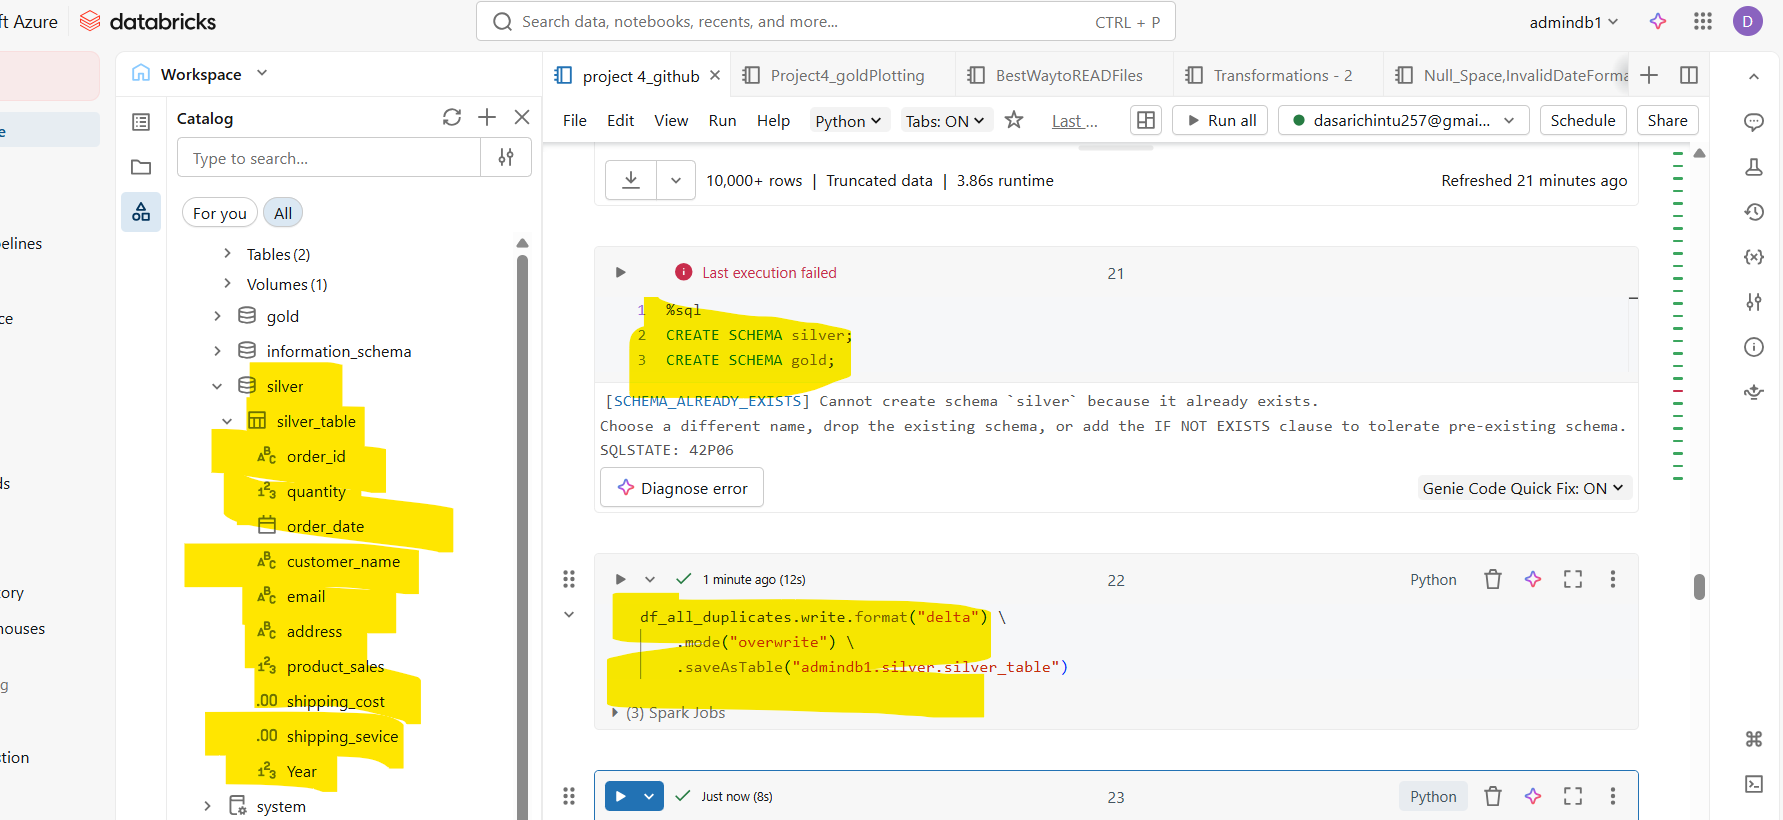 ft Azure
databricks
Search data, notebooks, recents, and more...
CTRL + P
admindb1
D
Workspace
project 4_github
Project4_goldPlotting
BestWaytoREADFiles
Transformations - 2
Null_Space,InvalidDateForma
e
Catalog
File Edit View Run Help Python Tabs: ON Last ... Run all dasarichintu257@gmai... Schedule Share
Type to search...
10,000+ rows | Truncated data | 3.86s runtime
Refreshed 21 minutes ago
For you
All
elines
Tables (2)
Volumes (1)
ce
gold
information_schema
silver
silver_table
order_id
ds
quantity
order_date
customer_name
ory
email
nouses
address
product_sales
g
shipping_cost
shipping_sevice
tion
Year
system
Last execution failed
21
1 %sql
2 CREATE SCHEMA silver;
3 CREATE SCHEMA gold;
[SCHEMA_ALREADY_EXISTS] Cannot create schema `silver` because it already exists.
Choose a different name, drop the existing schema, or add the IF NOT EXISTS clause to tolerate pre-existing schema.
SQLSTATE: 42P06
Diagnose error
Genie Code Quick Fix: ON
1 minute ago (12s)
22
Python
df_all_duplicates.write.format("delta") \
.mode("overwrite") \
.saveAsTable("admindb1.silver.silver_table")
(3) Spark Jobs
Just now (8s)
23
Python